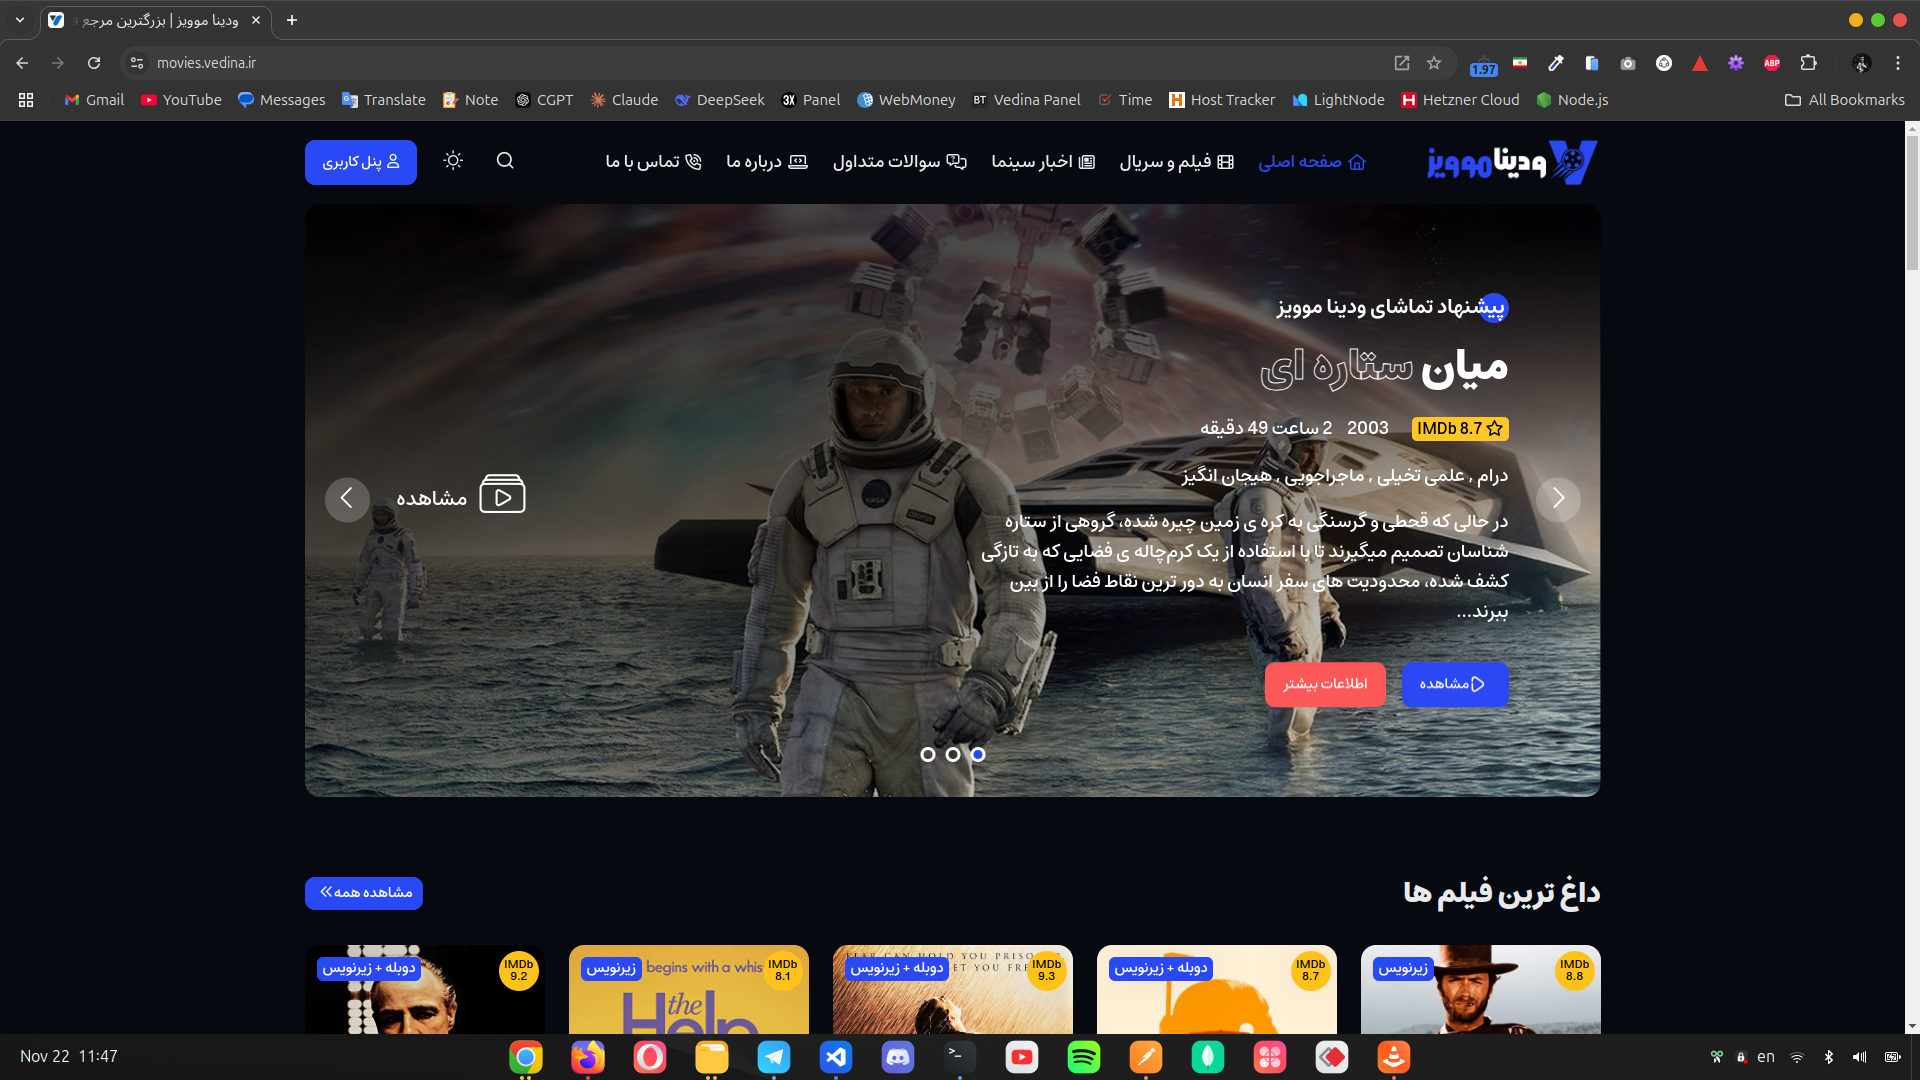 ودینا موویز | بزرگترین مرجع
movies.vedina.ir
1.97
ABP
Gmail
YouTube
Messages
Translate
Note
CGPT
Claude
DeepSeek
3X Panel
WebMoney
BT Vedina Panel
Time
Host Tracker
LightNode
Hetzner Cloud
Node.js
All Bookmarks
ودینا موویز
صفحه اصلی
فیلم و سریال
اخبار سینما
سوالات متداول
درباره ما
تماس با ما
پنل کاربری
پیشنهاد تماشای ودینا موویز
میان ستاره ای
IMDb 8.7
2003
2 ساعت 49 دقیقه
درام , علمی تخیلی , ماجراجویی , هیجان انگیز
در حالی که قحطی و گرسنگی به کره ی زمین چیره شده، گروهی از ستاره
شناسان تصمیم میگیرند تا با استفاده از یک کرم‌چاله ی فضایی که به تازگی
کشف شده، محدودیت های سفر انسان به دور ترین نقاط فضا را از بین
ببرند...
مشاهده
اطلاعات بیشتر
مشاهده
NASA
داغ ترین فیلم ها
مشاهده همه
زیرنویس
IMDb
8.8
دوبله + زیرنویس
IMDb
8.7
دوبله + زیرنویس
IMDb
9.3
زیرنویس
begins with a whis
the
Help
IMDb
8.1
دوبله + زیرنویس
IMDb
9.2
Nov 22 11:47
en